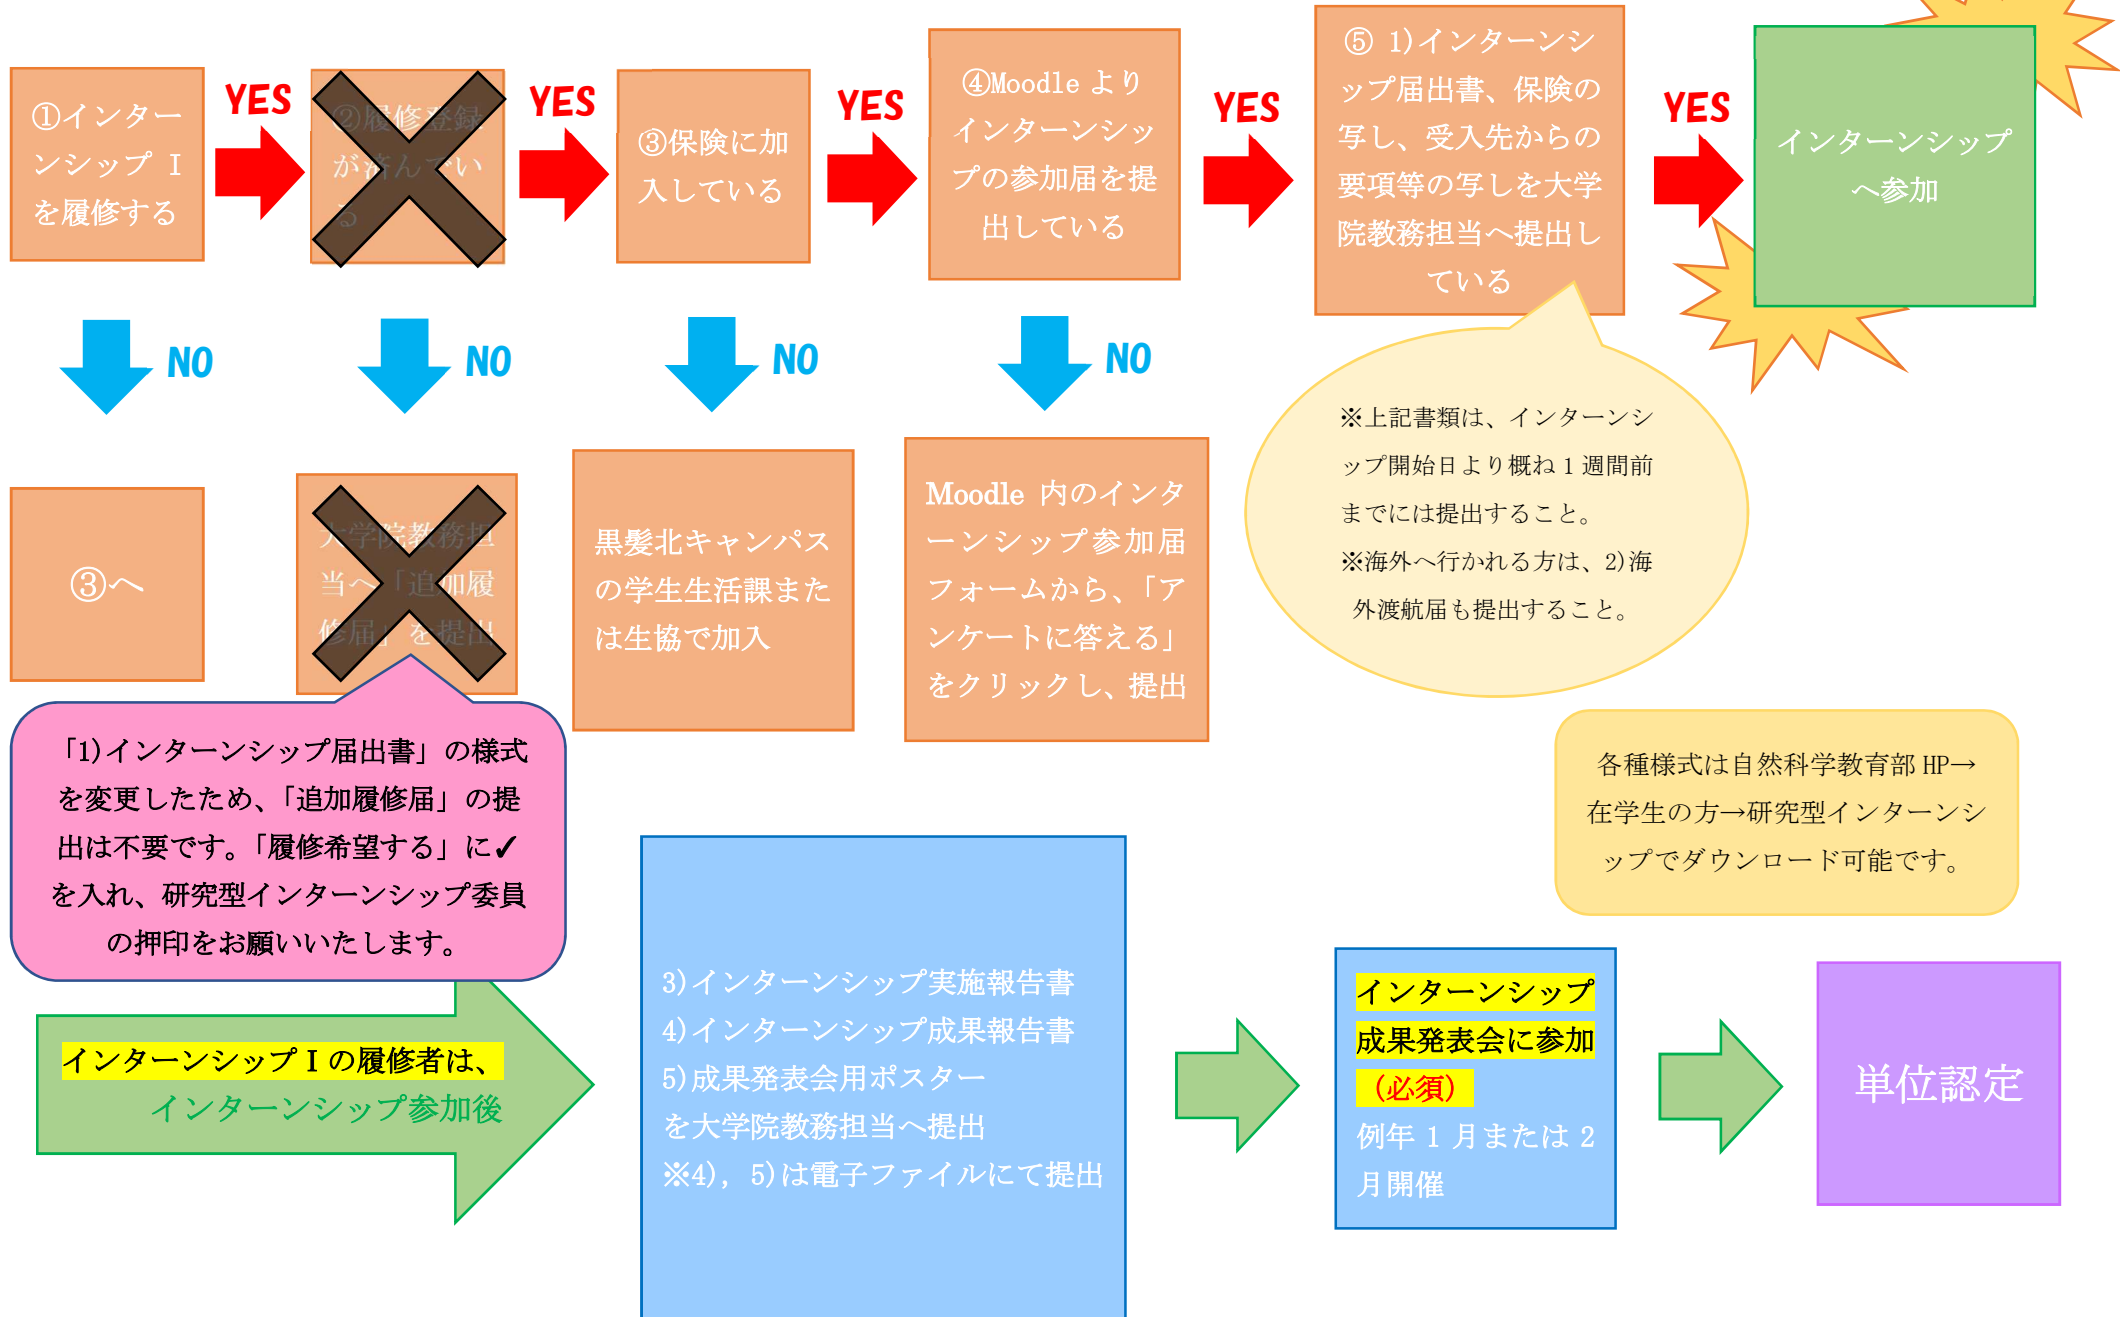 ①インター
ンシップ Ⅰ
を履修する
YES
②履修登録
が済んでい
る
YES
③保険に加
入している
YES
④Moodle より
インターンシッ
プの参加届を提
出している
YES
⑤ 1)インターンシ
ップ届出書、保険の
写し、受入先からの
要項等の写しを大学
院教務担当へ提出し
ている
YES
インターンシップ
へ参加
NO
NO
NO
NO
③へ
大学院教務担
当へ「追加履
修届」を提出
黒髪北キャンパス
の学生生活課また
は生協で加入
Moodle 内のインタ
ーンシップ参加届
フォームから、「ア
ンケートに答える」
をクリックし、提出
※上記書類は、インターンシ
ップ開始日より概ね 1 週間前
までには提出すること。
※海外へ行かれる方は、2)海
外渡航届も提出すること。
「1)インターンシップ届出書」の様式
を変更したため、「追加履修届」の提
出は不要です。「履修希望する」に✓
を入れ、研究型インターンシップ委員
の押印をお願いいたします。
各種様式は自然科学教育部 HP→
在学生の方→研究型インターンシ
ップでダウンロード可能です。
インターンシップⅠの履修者は、
インターンシップ参加後
3)インターンシップ実施報告書
4)インターンシップ成果報告書
5)成果発表会用ポスター
を大学院教務担当へ提出
※4), 5)は電子ファイルにて提出
インターンシップ
成果発表会に参加
（必須）
例年 1 月または 2
月開催
単位認定